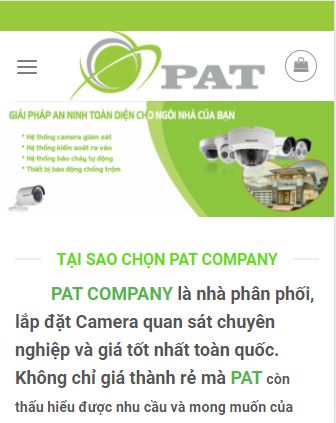 PAT
GIẢI PHÁP AN NINH TOÀN DIỆN CHO NGÔI NHÀ CỦA BẠN
* Hệ thống camera giám sát
* Hệ thống kiểm soát ra vào
* Hệ thống báo cháy tự động
* Thiết bị báo động chống trộm
TẠI SAO CHỌN PAT COMPANY
PAT COMPANY là nhà phân phối,
lắp đặt Camera quan sát chuyên
nghiệp và giá tốt nhất toàn quốc.
Không chỉ giá thành rẻ mà PAT còn
thấu hiểu được nhu cầu và mong muốn của